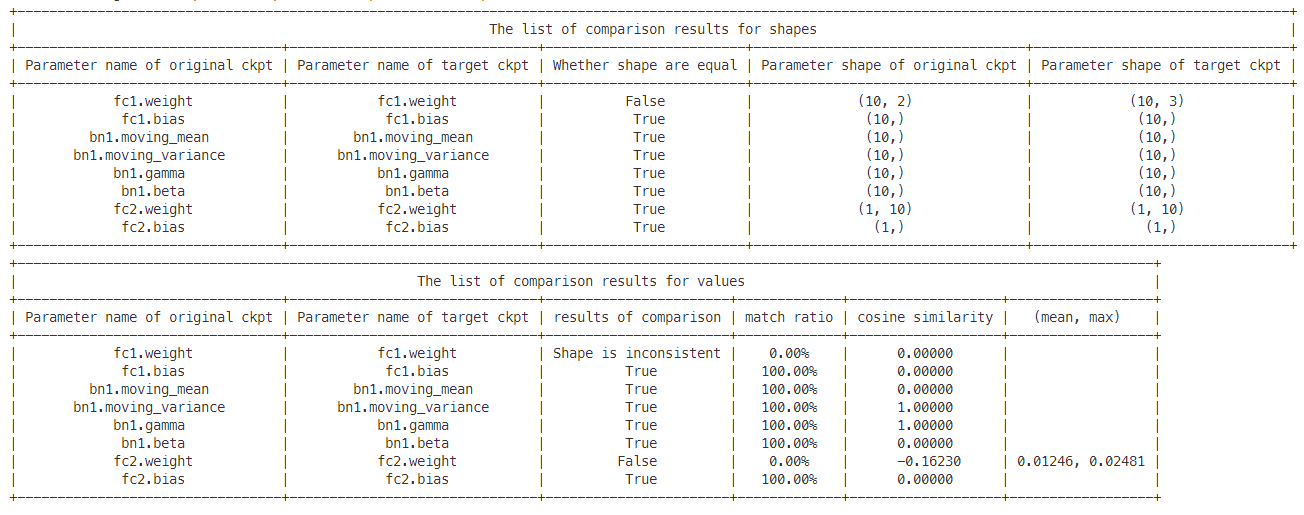 The list of comparison results for shapes
Parameter name of original ckpt | Parameter name of target ckpt | Whether shape are equal | Parameter shape of original ckpt | Parameter shape of target ckpt
fc1.weight | fc1.weight | False | (10, 2) | (10, 3)
fc1.bias | fc1.bias | True | (10,) | (10,)
bn1.moving_mean | bn1.moving_mean | True | (10,) | (10,)
bn1.moving_variance | bn1.moving_variance | True | (10,) | (10,)
bn1.gamma | bn1.gamma | True | (10,) | (10,)
bn1.beta | bn1.beta | True | (10,) | (10,)
fc2.weight | fc2.weight | True | (1, 10) | (1, 10)
fc2.bias | fc2.bias | True | (1,) | (1,)
The list of comparison results for values
Parameter name of original ckpt | Parameter name of target ckpt | results of comparison | match ratio | cosine similarity | (mean, max)
fc1.weight | fc1.weight | Shape is inconsistent | 0.00% | 0.00000 |
fc1.bias | fc1.bias | True | 100.00% | 0.00000 |
bn1.moving_mean | bn1.moving_mean | True | 100.00% | 0.00000 |
bn1.moving_variance | bn1.moving_variance | True | 100.00% | 1.00000 |
bn1.gamma | bn1.gamma | True | 100.00% | 1.00000 |
bn1.beta | bn1.beta | True | 100.00% | 0.00000 |
fc2.weight | fc2.weight | False | 0.00% | -0.16230 | 0.01246, 0.02481
fc2.bias | fc2.bias | True | 100.00% | 0.00000 |